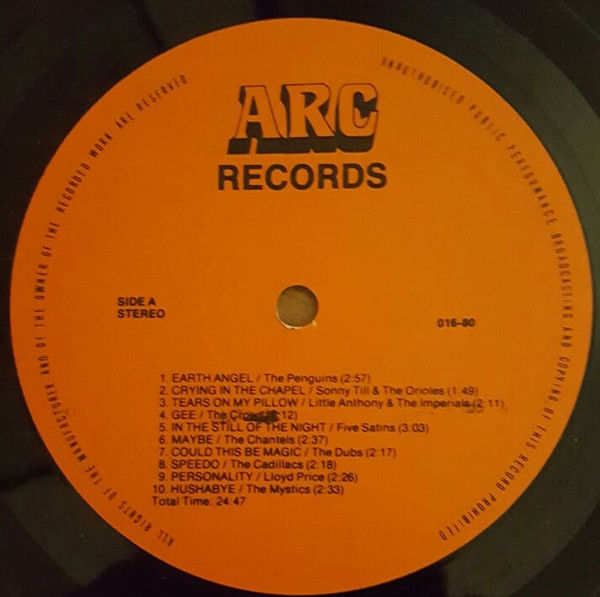 ALL RIGHTS OF THE MANUFACTURER AND OF THE OWNER OF THE RECORDED WORK ARE RESERVED
UNAUTHORISED PUBLIC PERFORMANCE BROADCASTING AND COPYING OF THIS RECORD PROHIBITED
ARC
RECORDS
SIDE A
STEREO
016-80
1. EARTH ANGEL / The Penguins (2:57)
2. CRYING IN THE CHAPEL / Sonny Till & The Orioles (1:49)
3. TEARS ON MY PILLOW / Little Anthony & The Imperials (2:11)
4. GEE / The :12)
5. IN THE STILL OF THE NIGHT / Five Satins (3:03)
6. MAYBE / The Chantels (2:37)
7. COULD THIS BE MAGIC / The Dubs (2:17)
8. SPEEDO / The Cadillacs (2:18)
9. PERSONALITY / Lloyd Price (2:26)
10. HUSHABYE / The Mystics (2:33)
Total Time: 24:47